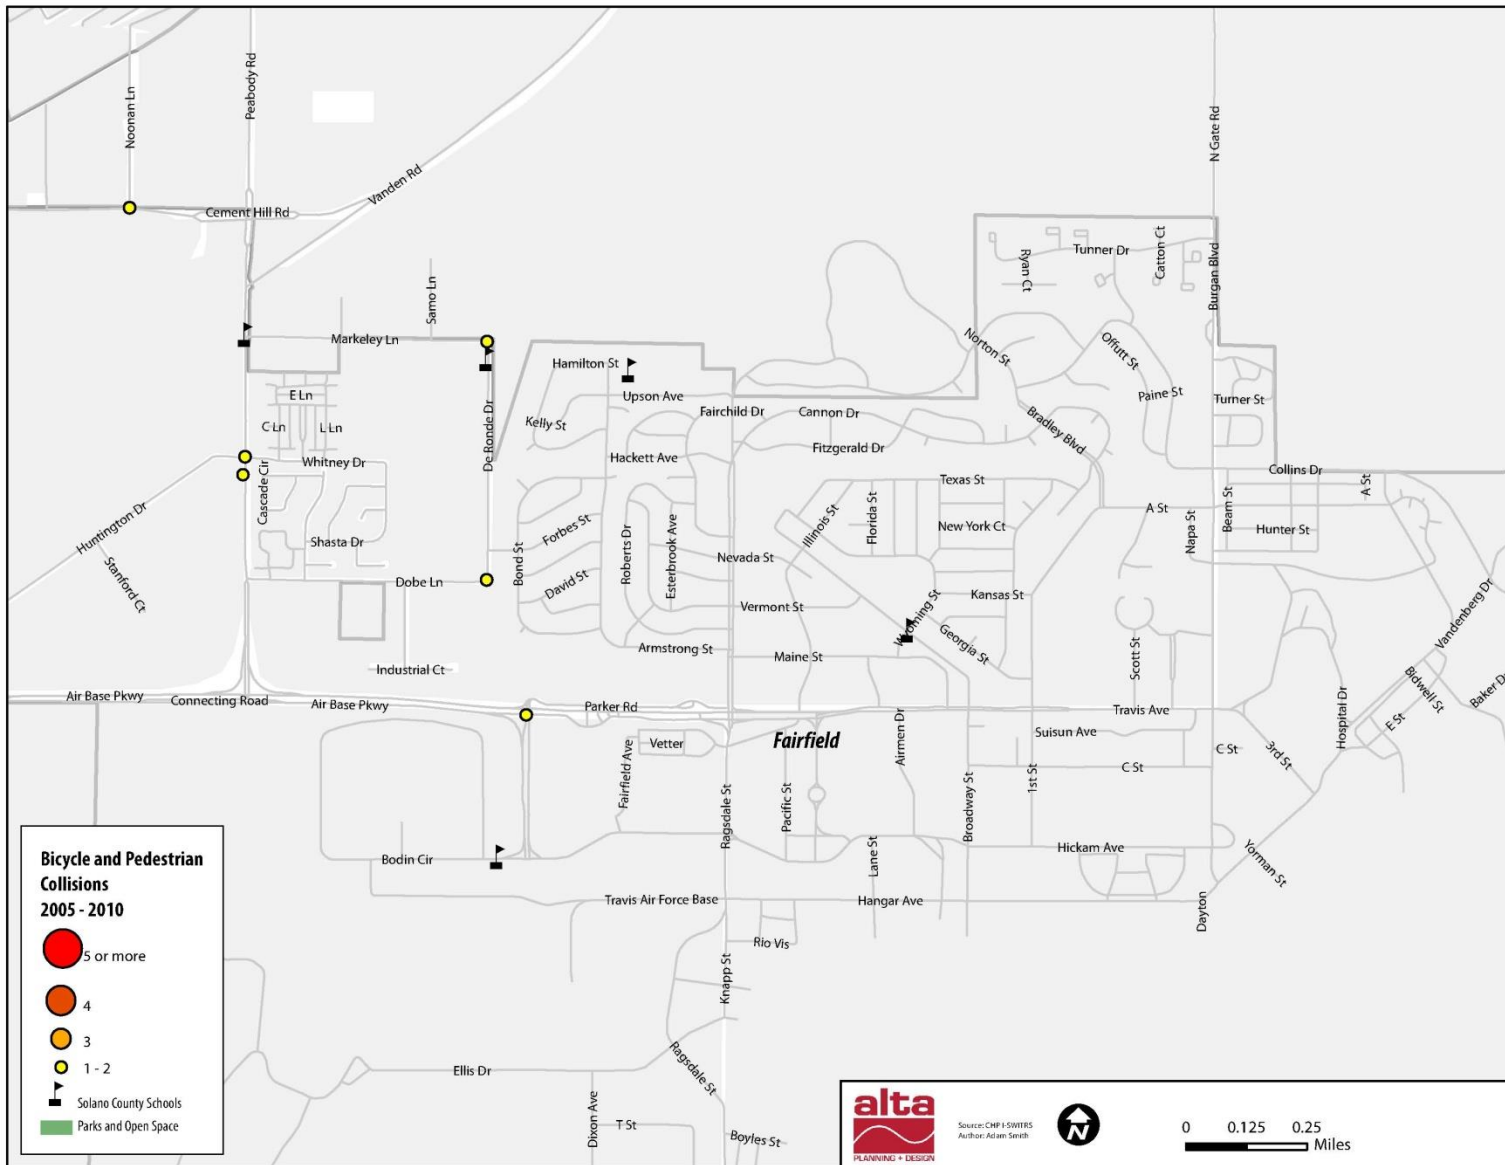 Noonan Ln
Peabody Rd
N Gate Rd
Vanden Rd
Cement Hill Rd
Catton Ct
Tunner Dr
Ryan Ct
Burgan Blvd
Samo Ln
Markeley Ln
Norton St
Offutt St
Hamilton St
Paine St
E Ln
Upson Ave
Turner St
Fairchild Dr
Cannon Dr
Kelly St
C Ln
L Ln
De Ronde Dr
Bradley Blvd
Fitzgerald Dr
Hackett Ave
Whitney Dr
Collins Dr
Cascade Cir
Texas St
A St
Huntington Dr
Illinois St
Florida St
New York Ct
A St
Napa St
Beam St
Hunter St
Forbes St
Shasta Dr
Bond St
Roberts Dr
Esterbrook Ave
Nevada St
Stanford Ct
Dobe Ln
David St
Vermont St
Kansas St
Wyoming St
Georgia St
Vandenberg Dr
Armstrong St
Maine St
Scott St
Industrial Ct
Bidwell St
Baker Dr
Air Base Pkwy
Connecting Road
Air Base Pkwy
Parker Rd
Travis Ave
Hospital Dr
E St
Airmen Dr
Suisun Ave
Vetter
Fairfield
C St
3rd St
Fairfield Ave
C St
1st St
Ragsdale St
Pacific St
Broadway St
Bodin Cir
Lane St
Hickam Ave
Yorman St
Travis Air Force Base
Hangar Ave
Dayton
Rio Vis
Knapp St
Ellis Dr
Ragsdale St
Dixon Ave
T St
Boyles St
Bicycle and Pedestrian
Collisions
2005 - 2010
5 or more
4
3
1 - 2
Solano County Schools
Parks and Open Space
alta
PLANNING + DESIGN
Source: CHP I-SWITRS
Author: Adam Smith
N
0 0.125 0.25
Miles